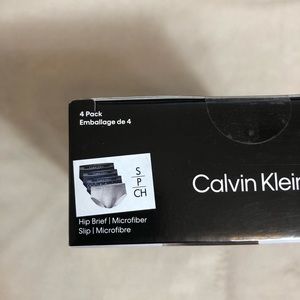 4 Pack
Emballage de 4
S
P
CH
Calvin Klein
Hip Brief | Microfiber
Slip | Microfibre